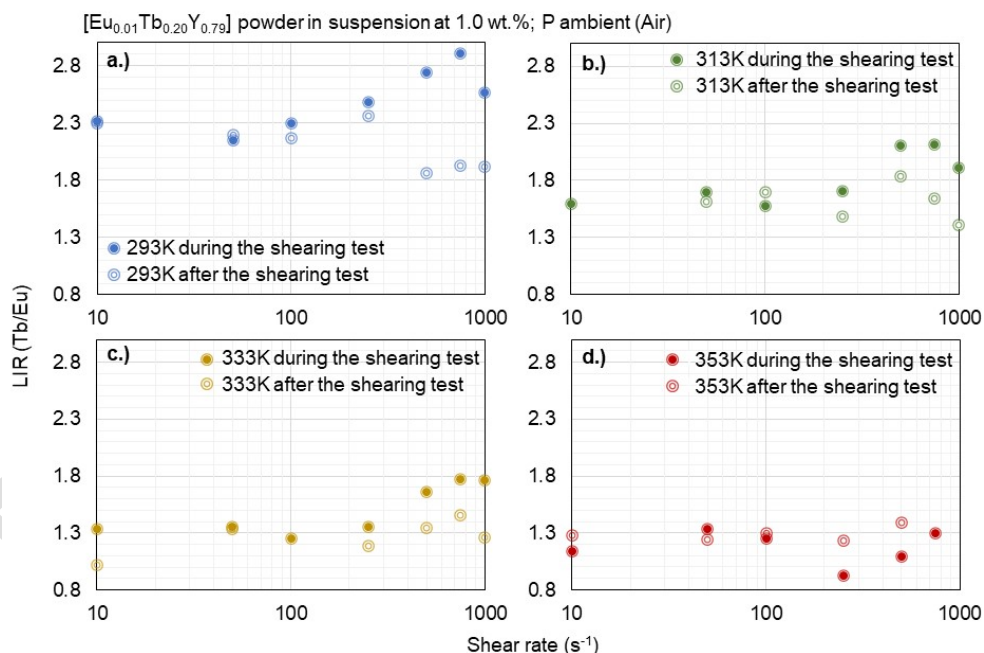 [Eu0.01Tb0.20Y0.79] powder in suspension at 1.0 wt.%; P ambient (Air)
a.)
2.8
2.3
1.8
1.3
0.8
293K during the shearing test
293K after the shearing test
10 100 1000
b.)
313K during the shearing test
313K after the shearing test
2.8
2.3
1.8
1.3
0.8
10 100 1000
LIR (Tb/Eu)
c.)
333K during the shearing test
333K after the shearing test
2.8
2.3
1.8
1.3
0.8
10 100 1000
d.)
353K during the shearing test
353K after the shearing test
2.8
2.3
1.8
1.3
0.8
10 100 1000
Shear rate (s-1)